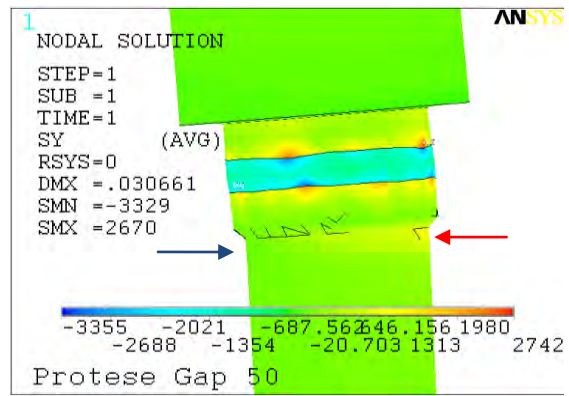 1
ANSYS
NODAL SOLUTION
STEP=1
SUB =1
TIME=1
SY (AVG)
RSYS=0
DMX =.030661
SMN =-3329
SMX =2670
-3355 -2021 -687.562 646.156 1980
-2688 -1354 -20.703 1313 2742
Protese Gap 50